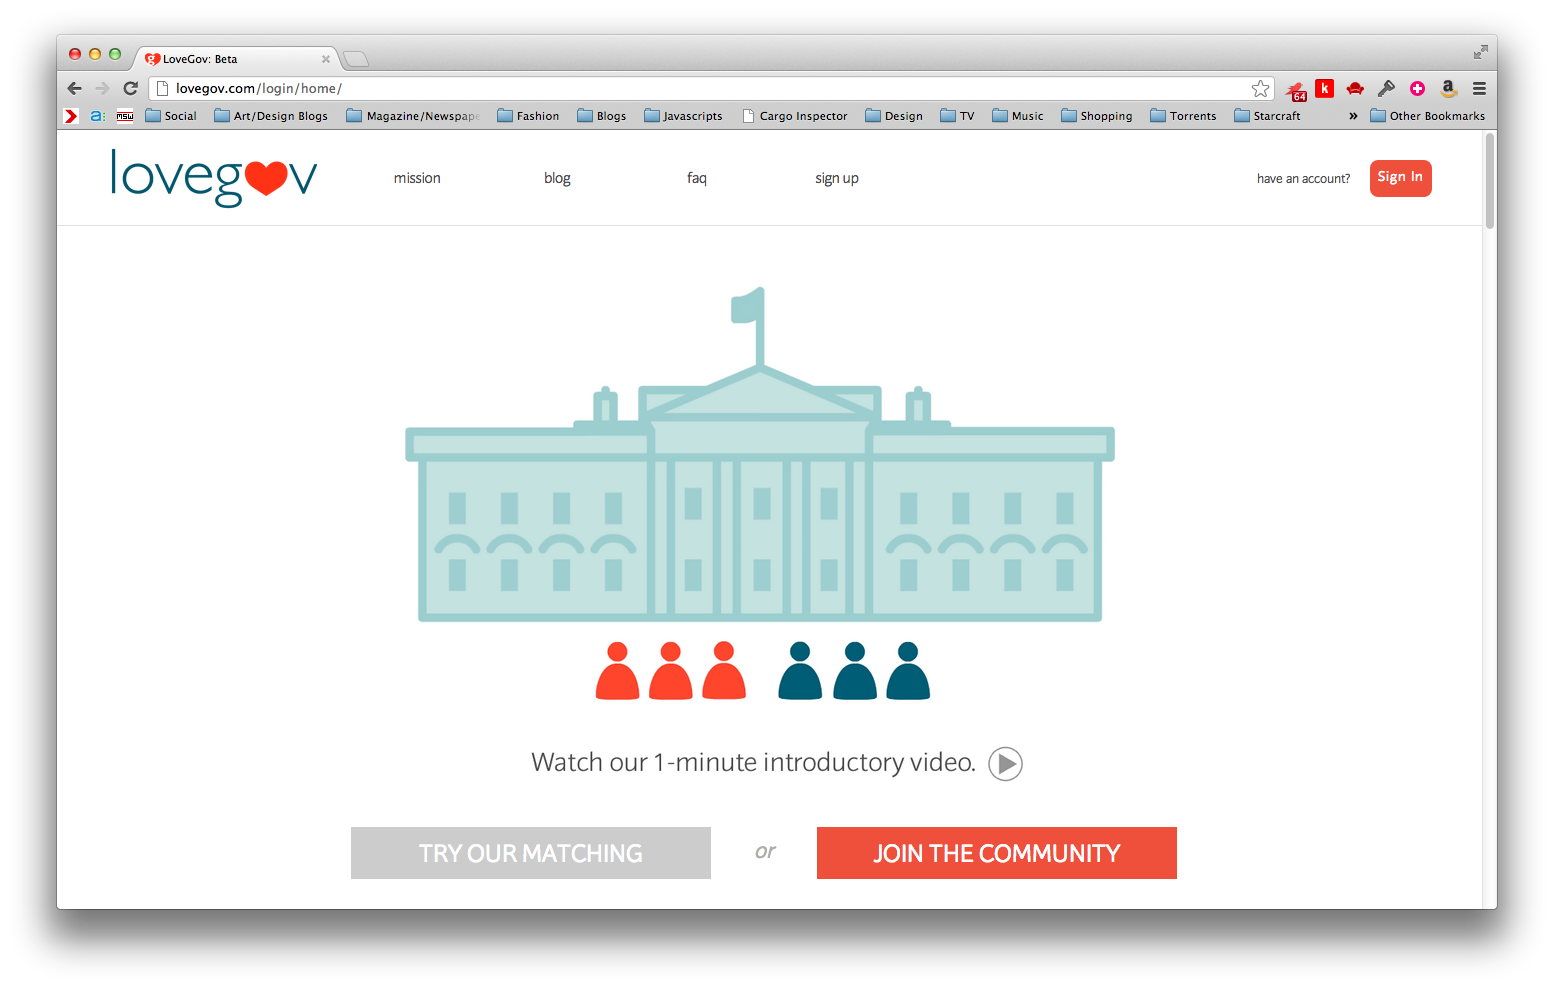 LoveGov: Beta
lovegov.com/login/home/
64
k
a
a:
MSW
Social
Art/Design Blogs
Magazine/Newspape
Fashion
Blogs
Javascripts
Cargo Inspector
Design
TV
Music
Shopping
Torrents
Starcraft
»
Other Bookmarks
lovegov
mission
blog
faq
sign up
have an account?
Sign In
Watch our 1-minute introductory video.
TRY OUR MATCHING
or
JOIN THE COMMUNITY